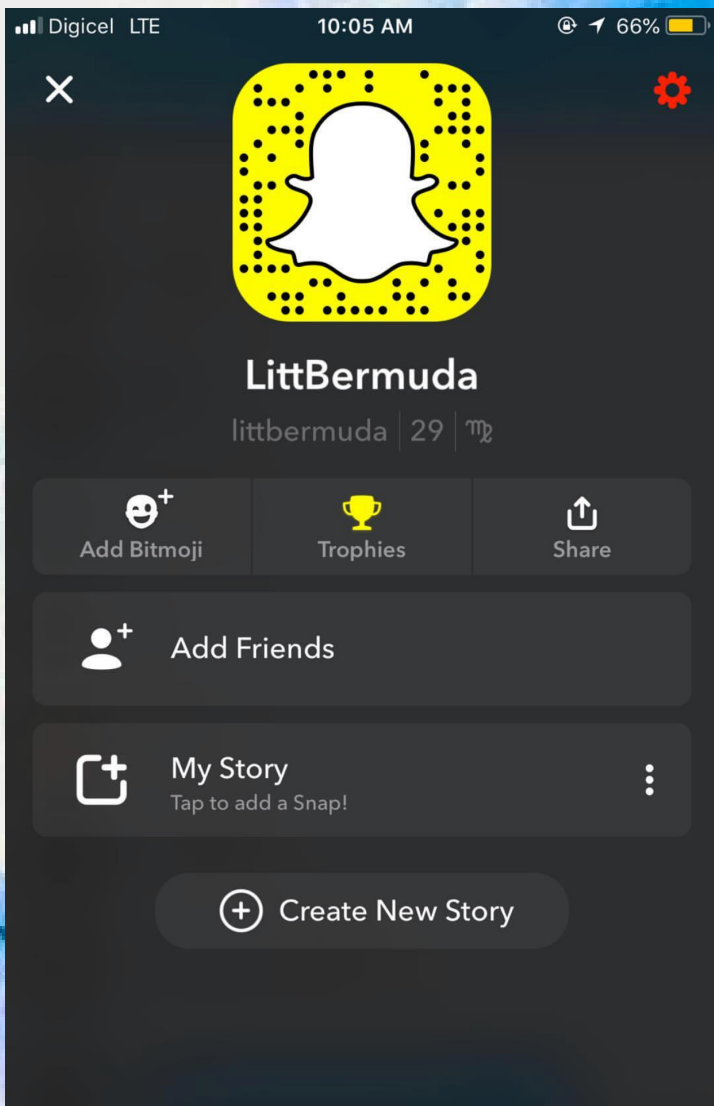 Digicel LTE 10:05 AM 66%
LittBermuda
littbermuda 29 ♍
Add Bitmoji Trophies Share
Add Friends
My Story
Tap to add a Snap!
Create New Story